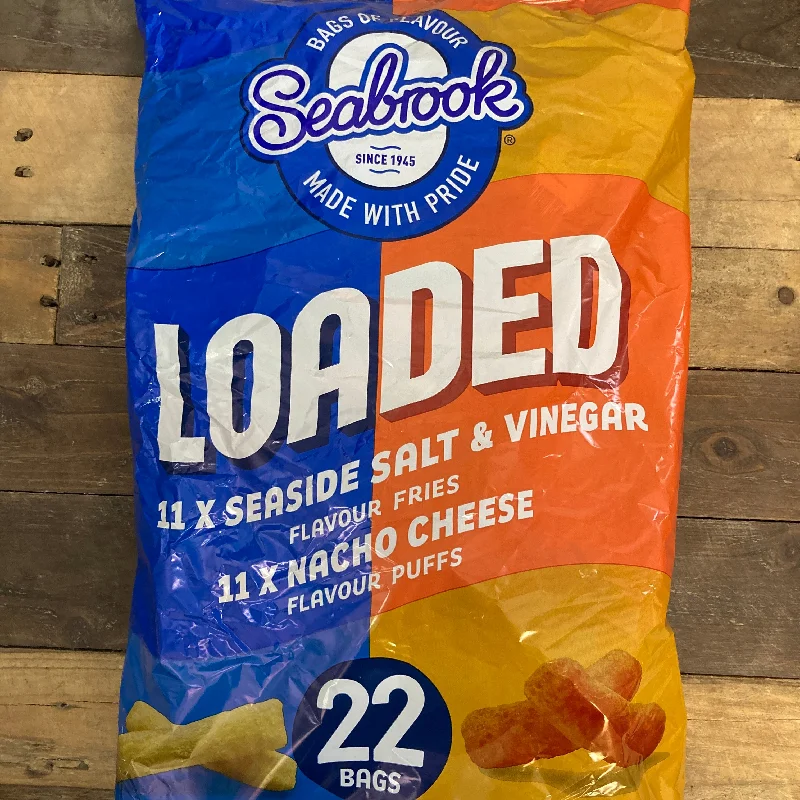 BAGS OF FLAVOUR
Seabrook
®
SINCE 1945
MADE WITH PRIDE
LOADED
11 X SEASIDE SALT & VINEGAR
FLAVOUR FRIES
11 X NACHO CHEESE
FLAVOUR PUFFS
22
BAGS